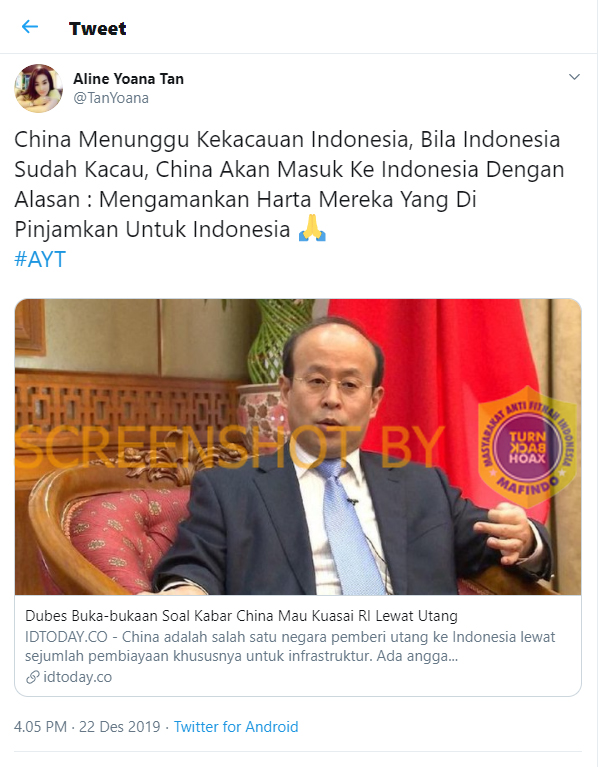 Tweet
Aline Yoana Tan
@TanYoana
China Menunggu Kekacauan Indonesia, Bila Indonesia
Sudah Kacau, China Akan Masuk Ke Indonesia Dengan
Alasan : Mengamankan Harta Mereka Yang Di
Pinjamkan Untuk Indonesia 🙏
#AYT
SCREENSHOT BY
MASYARAKAT ANTI FITNAH INDONESIA
TURN
BACK
HOAX
MAFINDO
Dubes Buka-bukaan Soal Kabar China Mau Kuasai RI Lewat Utang
IDTODAY.CO - China adalah salah satu negara pemberi utang ke Indonesia lewat
sejumlah pembiayaan khususnya untuk infrastruktur. Ada angga...
idtoday.co
4.05 PM · 22 Des 2019 · Twitter for Android